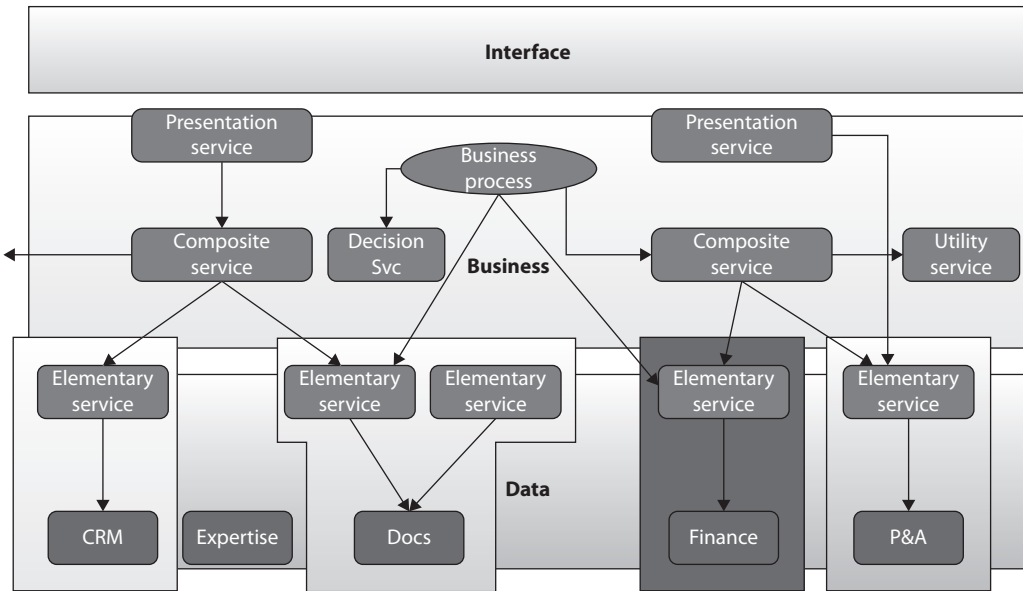 Interface
Presentation
service
Presentation
service
Business
process
Composite
service
Decision
Svc
Business
Composite
service
Utility
service
Elementary
service
Elementary
service
Elementary
service
Elementary
service
Elementary
service
Data
CRM
Expertise
Docs
Finance
P&A